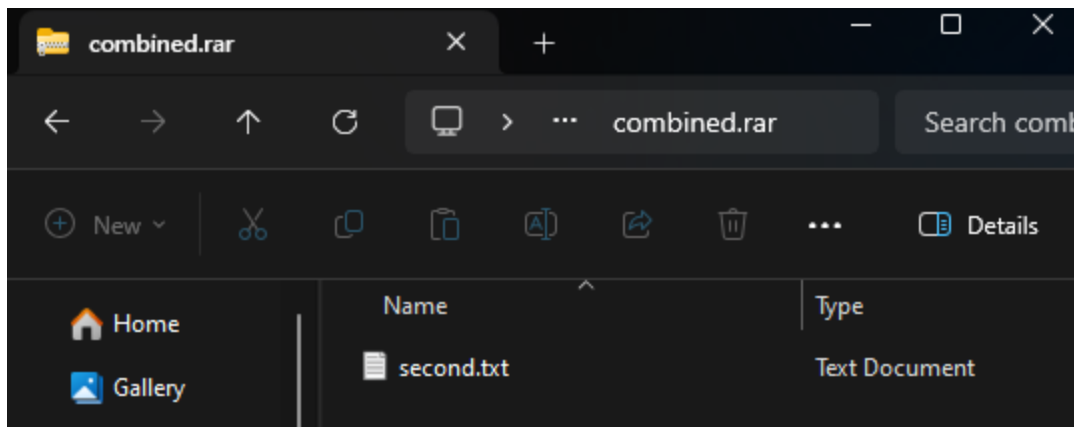 combined.rar
combined.rar
Search comb
New
Details
Name Type
Home
second.txt Text Document
Gallery